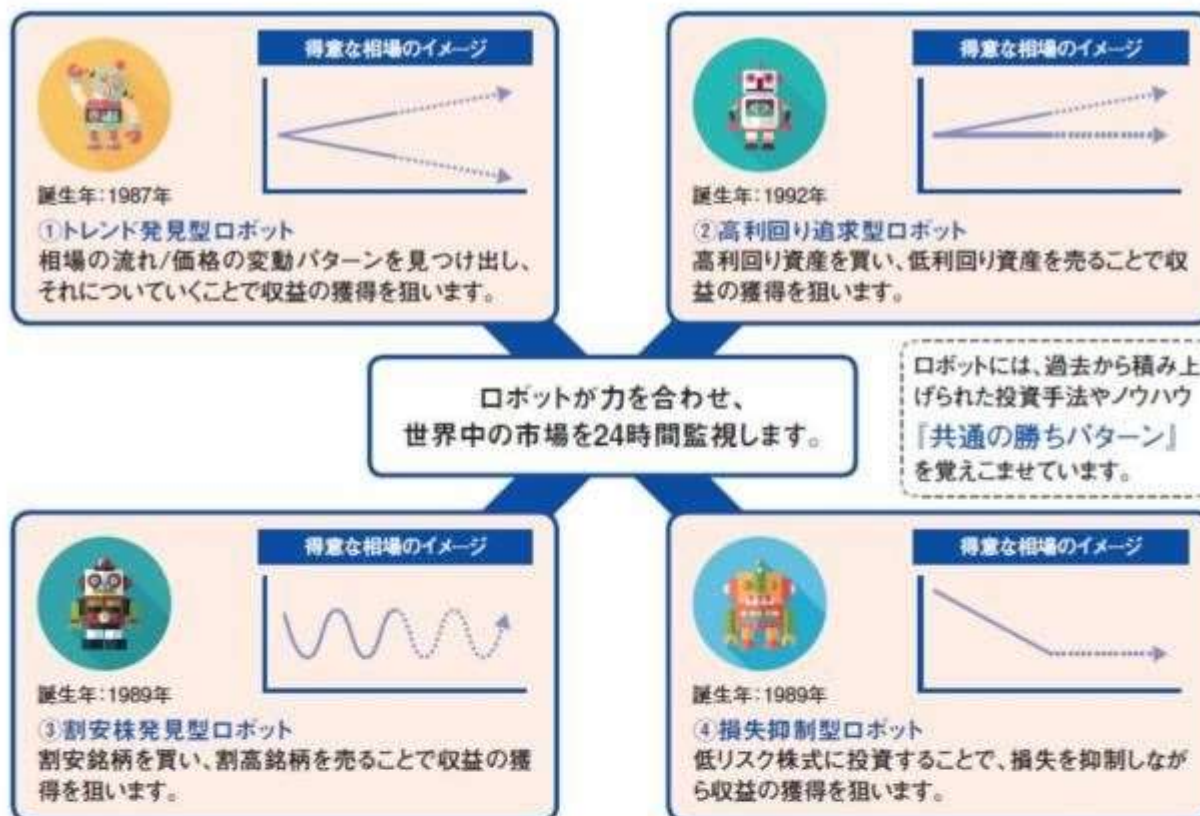 得意な相場のイメージ
誕生年:1987年
①トレンド発見型ロボット
相場の流れ/価格の変動パターンを見つけ出し、
それについていくことで収益の獲得を狙います。
得意な相場のイメージ
誕生年:1992年
②高利回り追求型ロボット
高利回り資産を買い、低利回り資産を売ることで収
益の獲得を狙います。
ロボットが力を合わせ、
世界中の市場を24時間監視します。
ロボットには、過去から積み上
げられた投資手法やノウハウ
『共通の勝ちパターン』
を覚えこませています。
得意な相場のイメージ
誕生年:1989年
③割安株発見型ロボット
割安銘柄を買い、割高銘柄を売ることで収益の獲
得を狙います。
得意な相場のイメージ
誕生年:1989年
④損失抑制型ロボット
低リスク株式に投資することで、損失を抑制しなが
ら収益の獲得を狙います。